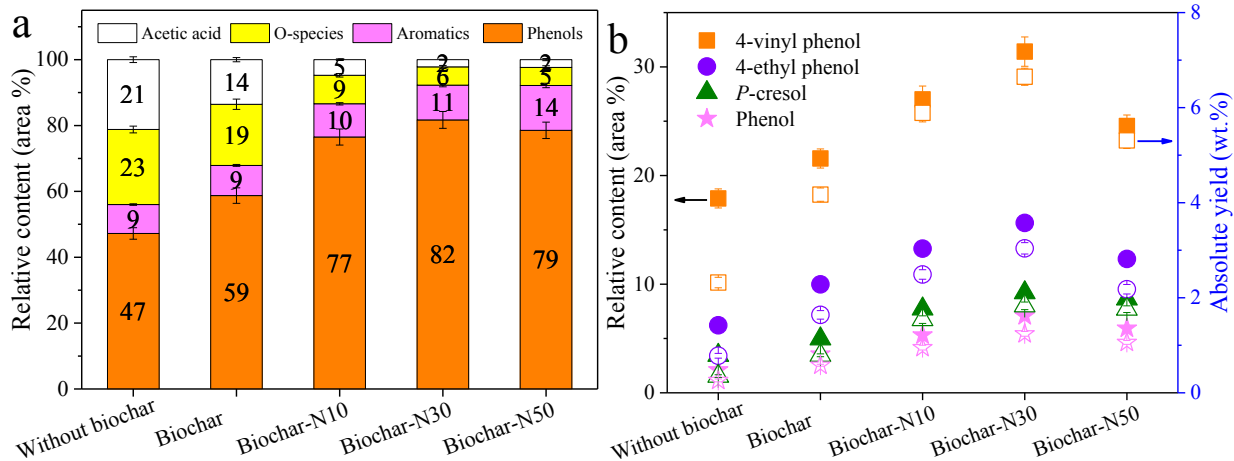 a
Acetic acid O-species Aromatics Phenols
Relative content (area %)
100
80
60
40
20
0
21
23
9
47
14
19
9
59
5
9
10
77
2
6
11
82
2
5
14
79
Without biochar
Biochar
Biochar-N10
Biochar-N30
Biochar-N50
b
4-vinyl phenol
4-ethyl phenol
P-cresol
Phenol
Relative content (area %)
30
20
10
0
Absolute yield (wt.%)
8
6
4
2
0
Without biochar
Biochar
Biochar-N10
Biochar-N30
Biochar-N50